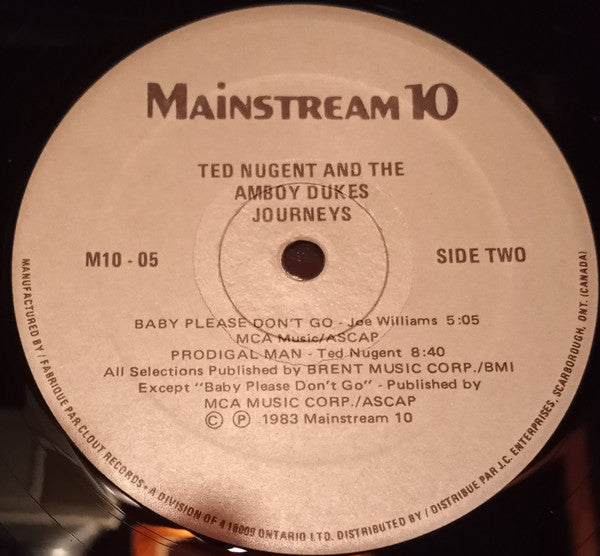 MAiNSTREAM 10
TED NUGENT AND THE
AMBOY DUKES
JOURNEYS
M10 - 05
SIDE TWO
BABY PLEASE DON'T GO - Joe Williams 5:05
MCA Music/ASCAP
PRODIGAL MAN - Ted Nugent 8:40
All Selections Published by BRENT MUSIC CORP./BMI
Except "Baby Please Don't Go" - Published by
MCA MUSIC CORP./ASCAP
© ℗ 1983 Mainstream 10
MANUFACTURED BY / FABRIQUE PAR CLOUT RECORDS • A DIVISION OF 418009 ONTARIO LTD. DISTRIBUTED BY / DISTRIBUE PAR J.C. ENTERPRISES, SCARBOROUGH, ONT. (CANADA)